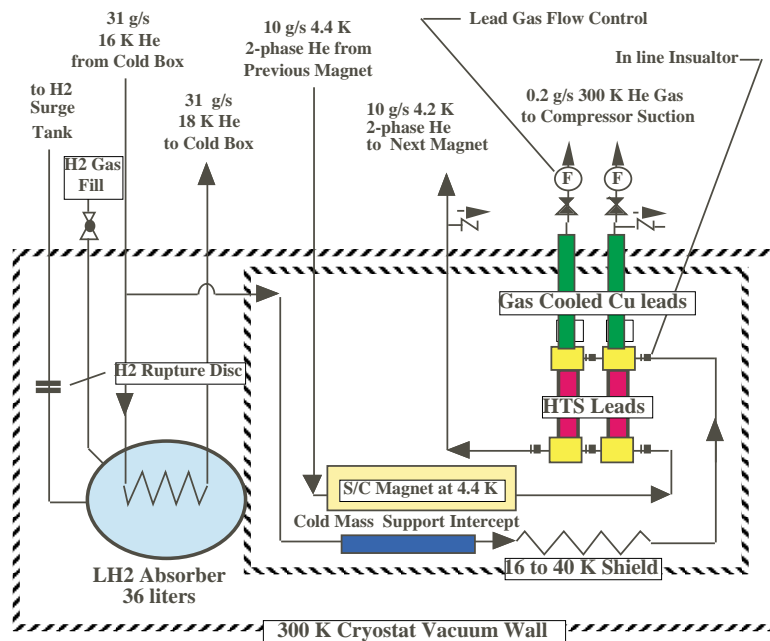 31 g/s
16 K He
from Cold Box
10 g/s 4.4 K
2-phase He from
Previous Magnet
Lead Gas Flow Control
In line Insualtor
to H2
Surge
Tank
31 g/s
18 K He
to Cold Box
10 g/s 4.2 K
2-phase He
to Next Magnet
0.2 g/s 300 K He Gas
to Compressor Suction
H2 Gas
Fill
F
F
Gas Cooled Cu leads
H2 Rupture Disc
HTS Leads
S/C Magnet at 4.4 K
Cold Mass Support Intercept
16 to 40 K Shield
LH2 Absorber
36 liters
300 K Cryostat Vacuum Wall